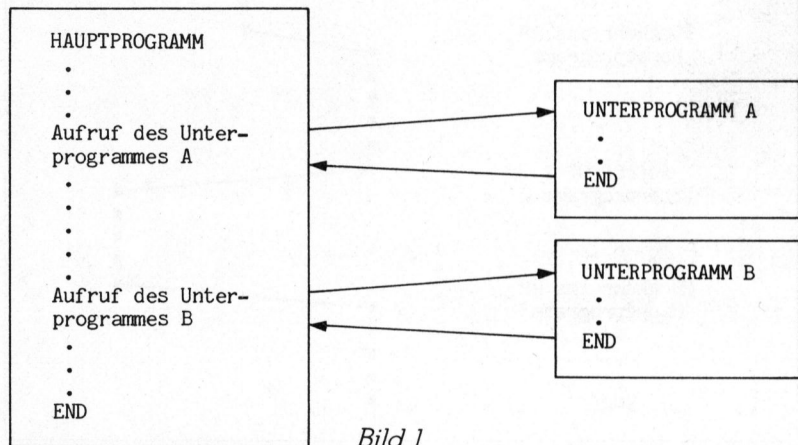 HAUPTPROGRAMM
.
.
.
Aufruf des Unter-
programmes A
.
.
.
.
.
Aufruf des Unter-
programmes B
.
.
.
END
UNTERPROGRAMM A
.
.
END
UNTERPROGRAMM B
.
.
END
Bild 1